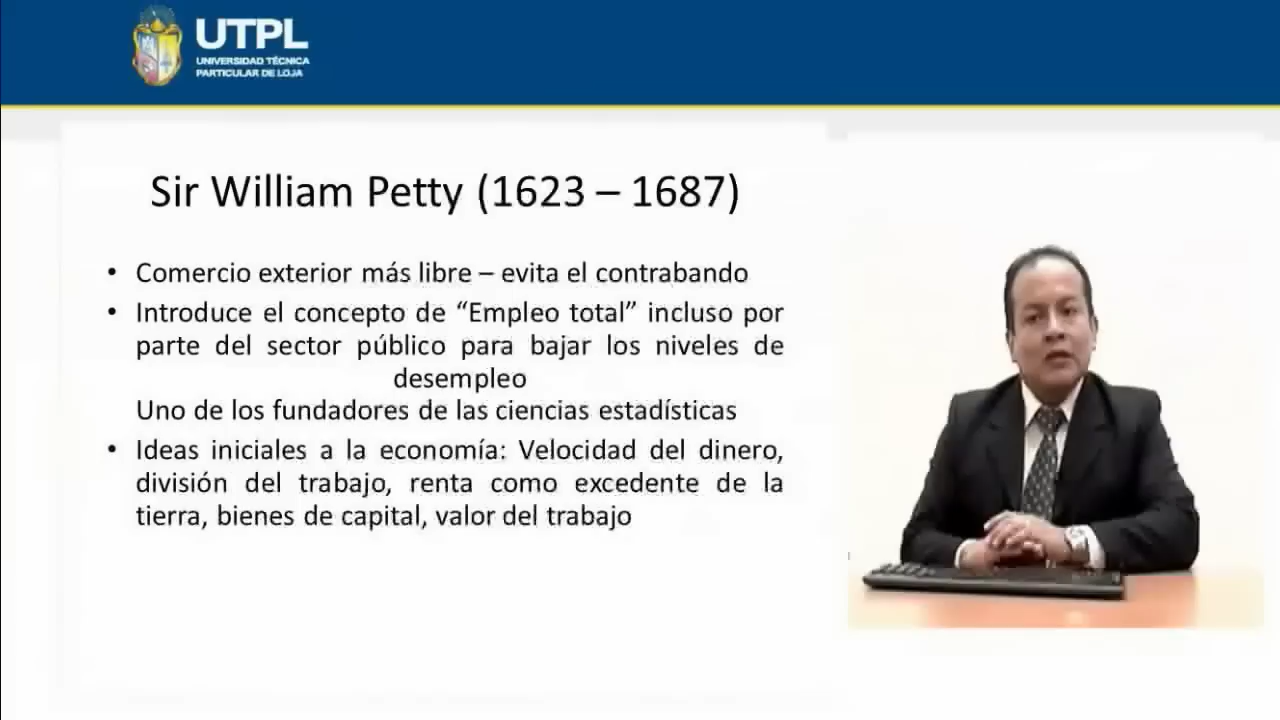 UTPL
UNIVERSIDAD TÉCNICA
PARTICULAR DE LOJA
Sir William Petty (1623 – 1687)
• Comercio exterior más libre – evita el contrabando
• Introduce el concepto de “Empleo total” incluso por
parte del sector público para bajar los niveles de
desempleo
Uno de los fundadores de las ciencias estadísticas
• Ideas iniciales a la economía: Velocidad del dinero,
división del trabajo, renta como excedente de la
tierra, bienes de capital, valor del trabajo